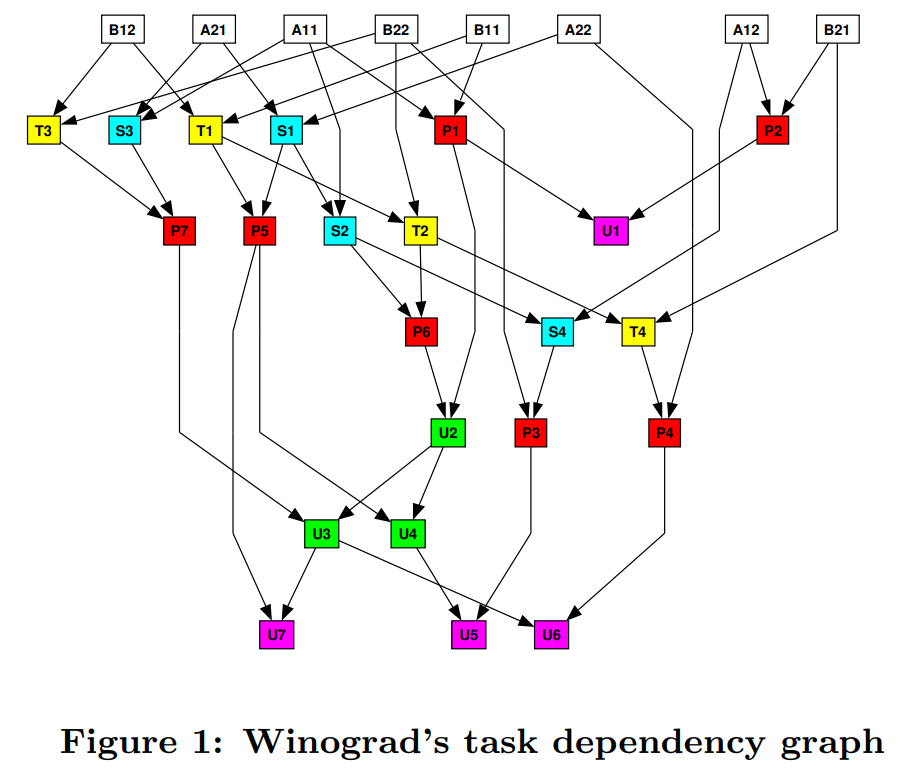 B12 A21 A11 B22 B11 A22 A12 B21
T3 S3 T1 S1 P1 P2
P7 P5 S2 T2 U1
P6 S4 T4
U2 P3 P4
U3 U4
U7 U5 U6
Figure 1: Winograd's task dependency graph